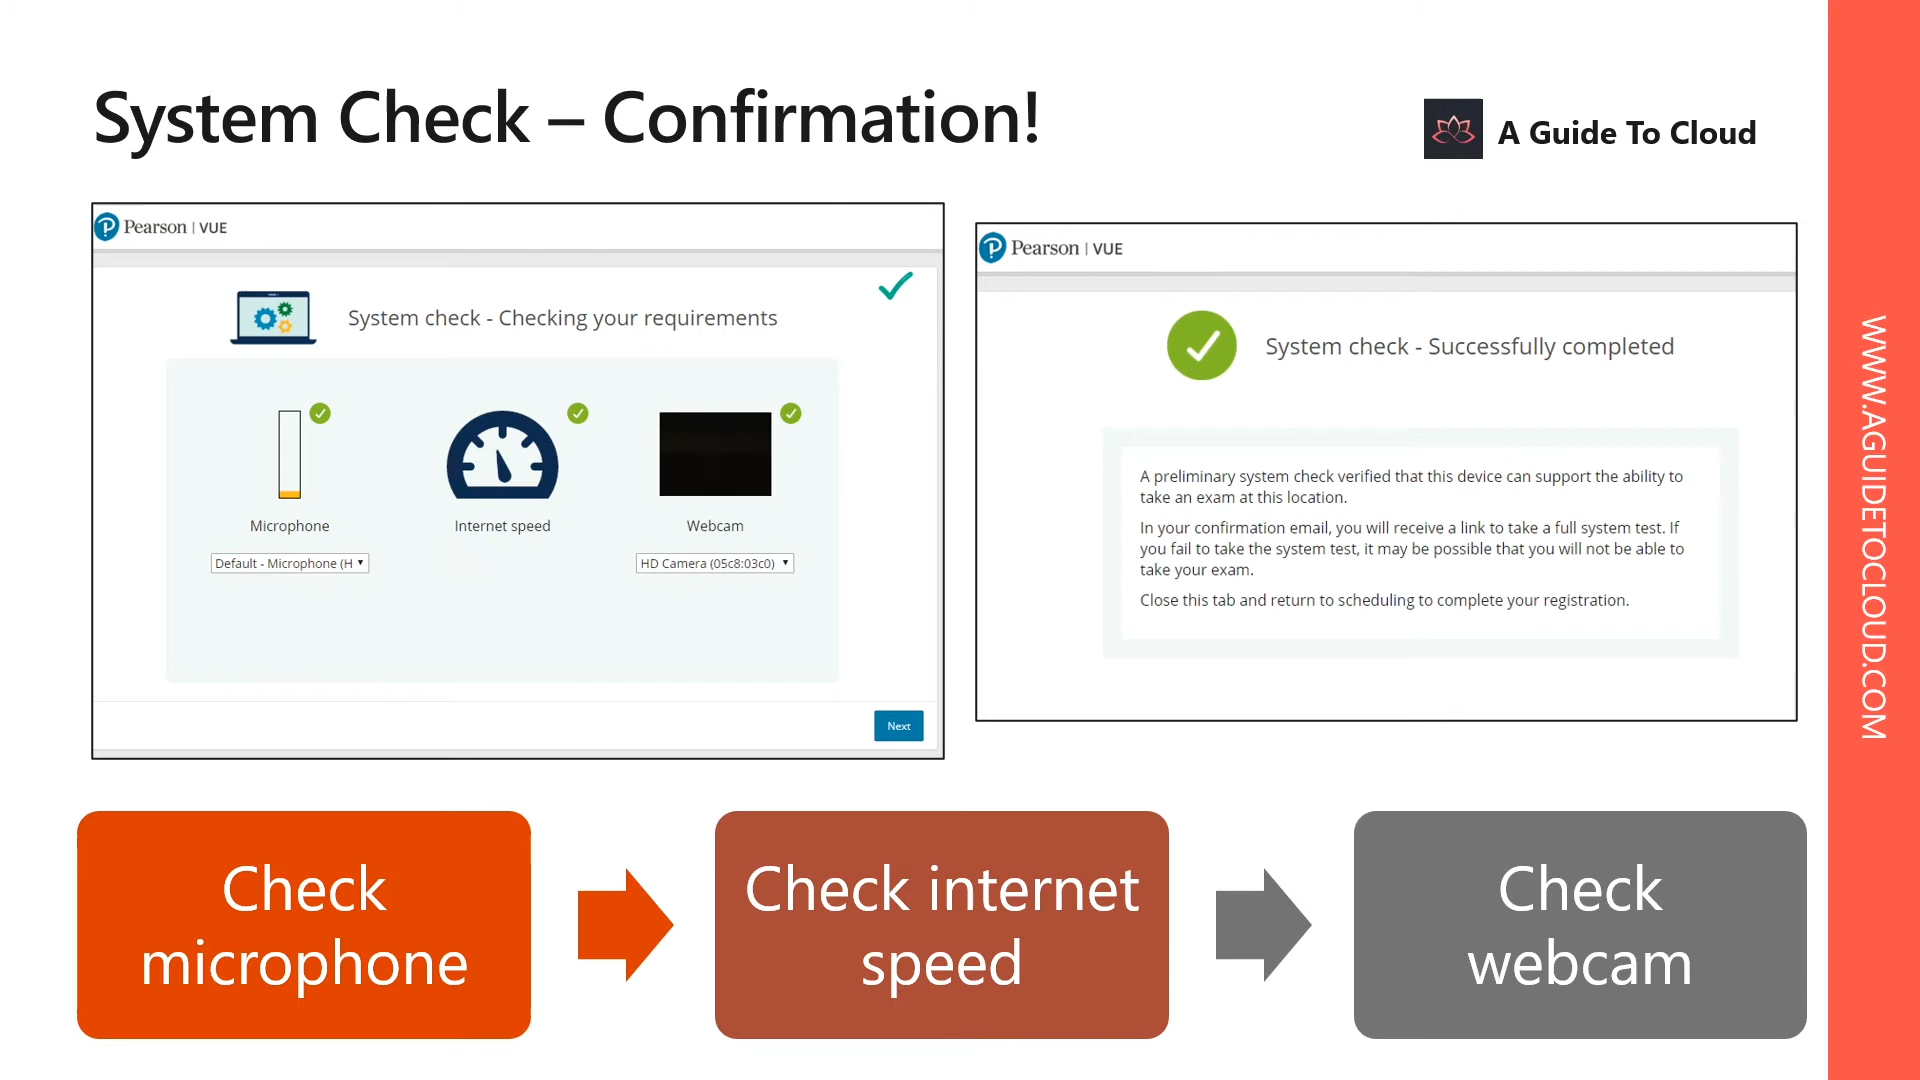 System Check – Confirmation!
A Guide To Cloud
Pearson | VUE
System check - Checking your requirements
Microphone
Internet speed
Webcam
Default - Microphone (H
HD Camera (05c8:03c0)
Next
Pearson | VUE
System check - Successfully completed
A preliminary system check verified that this device can support the ability to
take an exam at this location.
In your confirmation email, you will receive a link to take a full system test. If
you fail to take the system test, it may be possible that you will not be able to
take your exam.
Close this tab and return to scheduling to complete your registration.
Check
microphone
Check internet
speed
Check
webcam
WWW.AGUIDETOCLOUD.COM